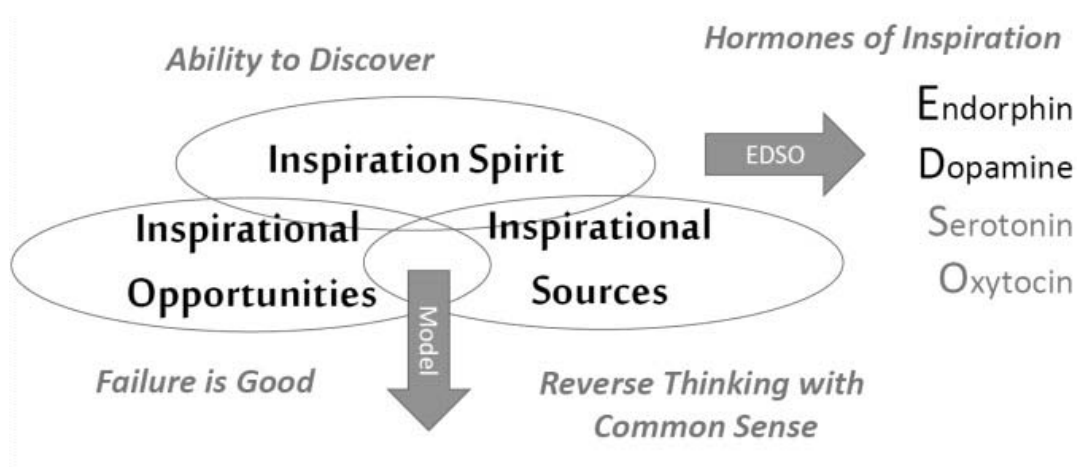 Ability to Discover
Hormones of Inspiration
Inspiration Spirit
EDSO
Endorphin
Dopamine
Serotonin
Oxytocin
Inspirational
Opportunities
Inspirational
Sources
Model
Failure is Good
Reverse Thinking with
Common Sense